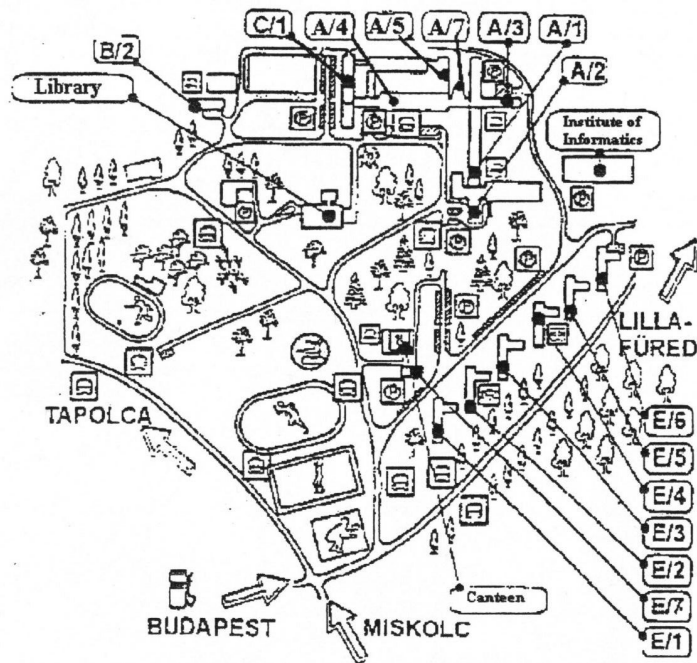 C/1
A/4
A/5
A/7
A/3
A/1
B/2
A/2
Library
Institute of
Informatics
LILLA-
FÜRED
TAPOLCA
E/6
E/5
E/4
E/3
E/2
E/7
E/1
Canteen
BUDAPEST
MISKOLC